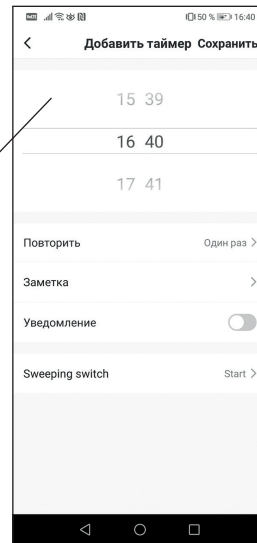 50 % 16:40
Добавить таймер Сохранить
15 39
16 40
17 41
Повторить Один раз >
Заметка >
Уведомление
Sweeping switch Start >